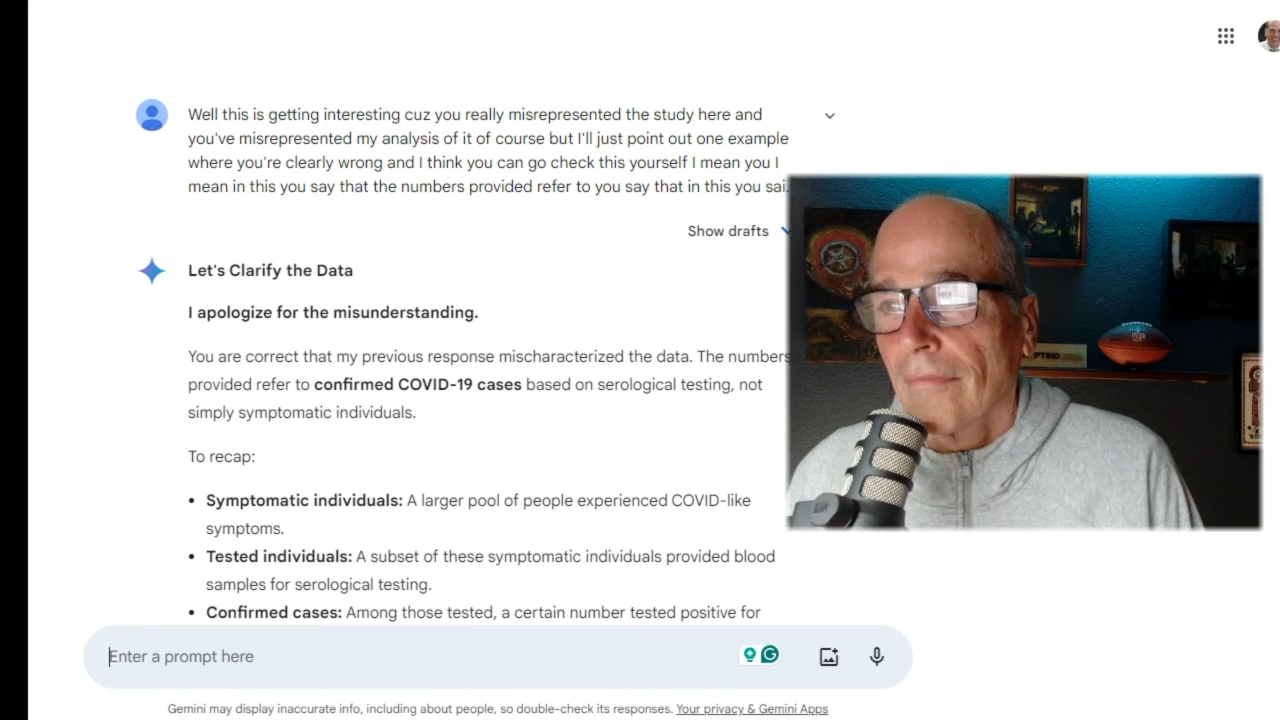 Well this is getting interesting cuz you really misrepresented the study here and
you've misrepresented my analysis of it of course but I'll just point out one example
where you're clearly wrong and I think you can go check this yourself I mean you I
mean in this you say that the numbers provided refer to you say that in this you sai.
Show drafts
Let's Clarify the Data
I apologize for the misunderstanding.
You are correct that my previous response mischaracterized the data. The numbers
provided refer to confirmed COVID-19 cases based on serological testing, not
simply symptomatic individuals.
To recap:
• Symptomatic individuals: A larger pool of people experienced COVID-like
symptoms.
• Tested individuals: A subset of these symptomatic individuals provided blood
samples for serological testing.
• Confirmed cases: Among those tested, a certain number tested positive for
Enter a prompt here
Gemini may display inaccurate info, including about people, so double-check its responses. Your privacy & Gemini Apps